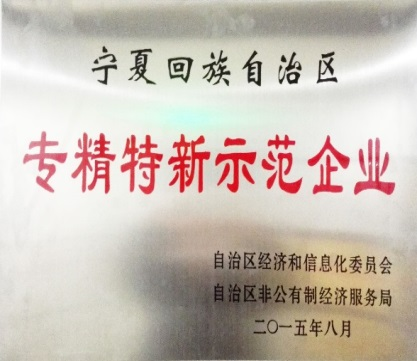 宁夏回族自治区
专精特新示范企业
自治区经济和信息化委员会
自治区非公有制经济服务局
二〇一五年八月